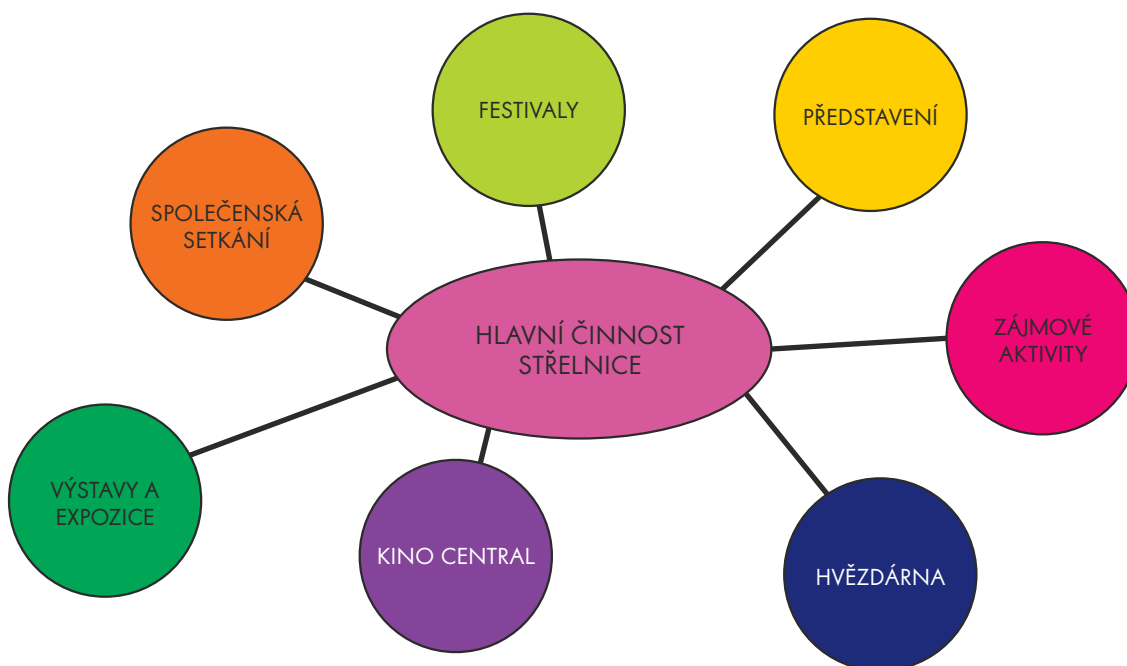 FESTIVALY
PŘEDSTAVENÍ
SPOLEČENSKÁ
SETKÁNÍ
HLAVNÍ ČINNOST
STŘELNICE
ZÁJMOVÉ
AKTIVITY
VÝSTAVY A
EXPOZICE
KINO CENTRAL
HVĚZDÁRNA